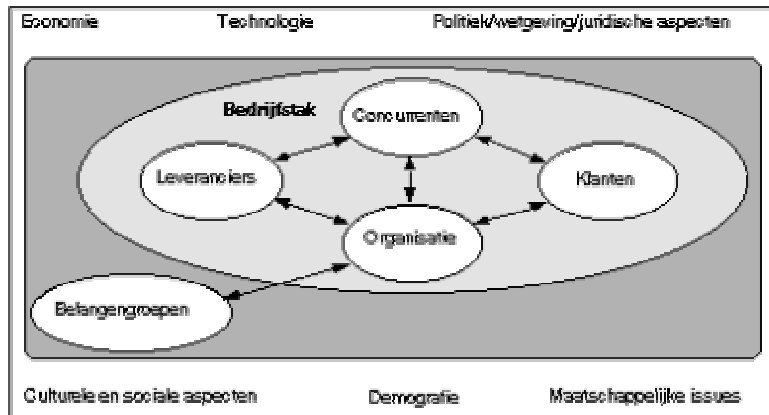 Economie Technologie Politiek/wetgeving/juridische aspecten
Bedrijfstak
Concurrenten
Leveranciers
Klanten
Organisatie
Belangengroepen
Culturele en sociale aspecten Demografie Maatschappelijke issues